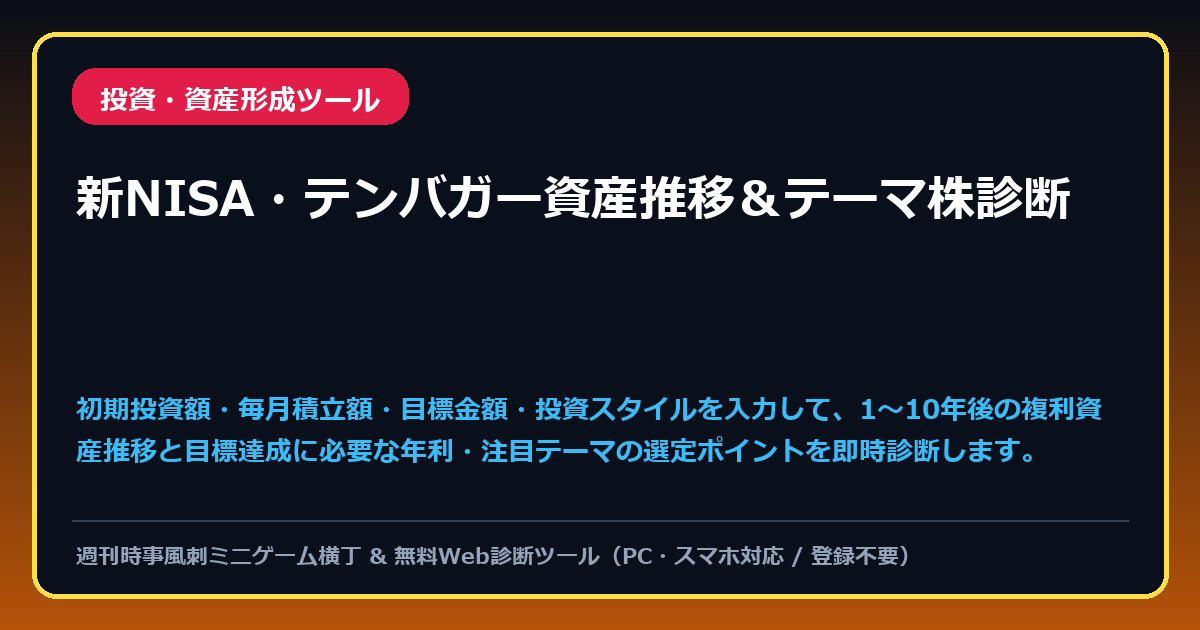 投資・資産形成ツール
新NISA・テンバガー資産推移＆テーマ株診断
初期投資額・毎月積立額・目標金額・投資スタイルを入力して、1〜10年後の複利資
産推移と目標達成に必要な年利・注目テーマの選定ポイントを即時診断します。
週刊時事風刺ミニゲーム横丁 & 無料Web診断ツール（PC・スマホ対応 / 登録不要）